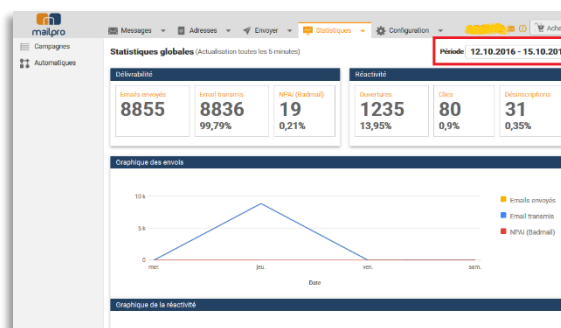 mailpro
Messages Adresses Envoyer Statistiques Configuration
Campagnes
Automatiques
Statistiques globales (Actualisation toutes les 5 minutes)
Période 12.10.2016 - 15.10.201
Délivrabilité
Réactivité
Emails envoyés Email transmis NPAI (Badmail)
8855 8836 19
99,79% 0,21%
Ouvertures Clics Désinscriptions
1235 80 31
13,95% 0,9% 0,35%
Graphique des envois
10 k
5 k
0
mer. jeu. ven. sam.
Date
Emails envoyés
Email transmis
NPAI (Badmail)
Graphique de la réactivité